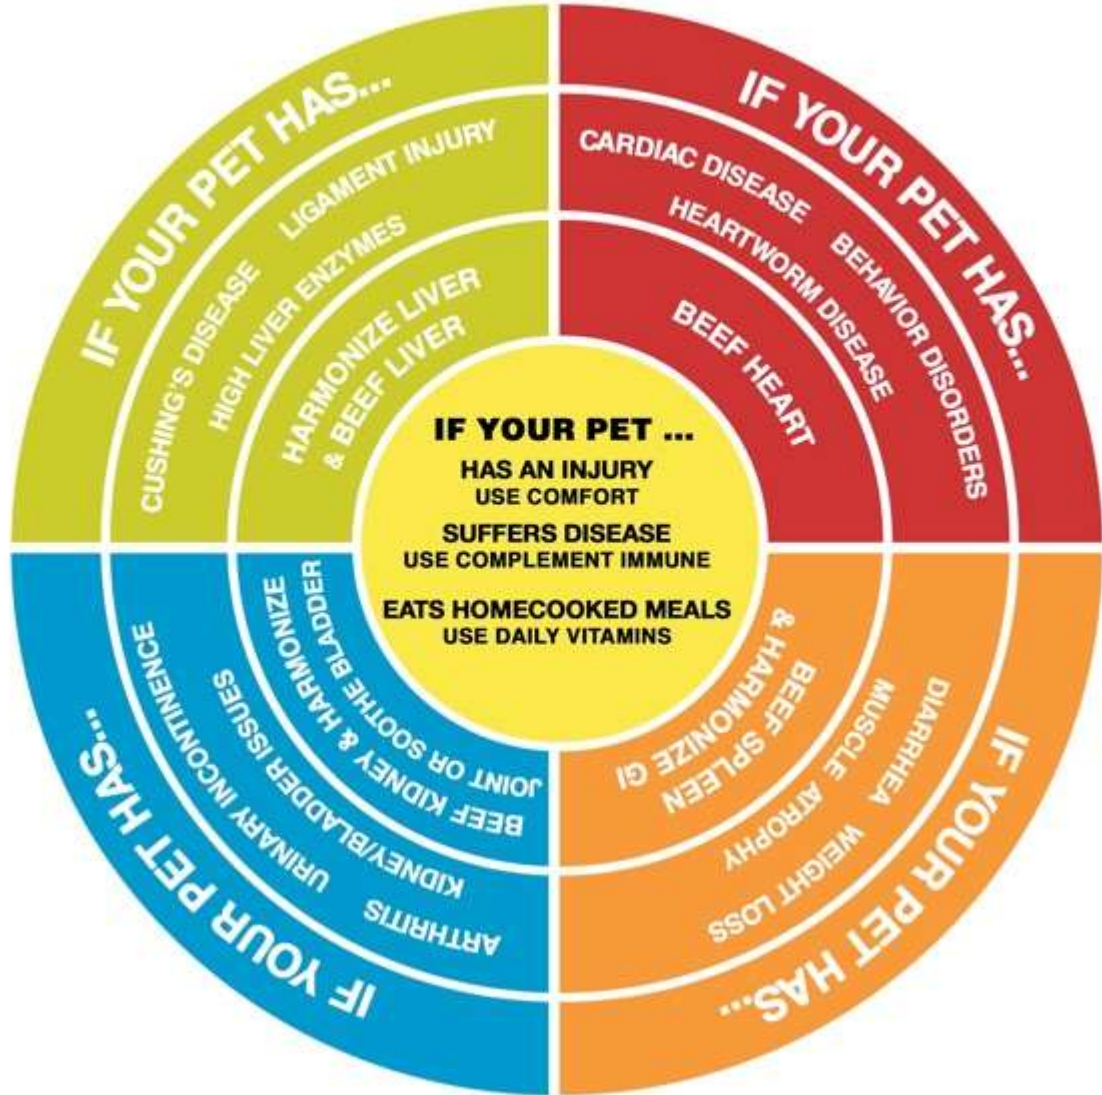 IF YOUR PET HAS...
LIGAMENT INJURY
CUSHING'S DISEASE
HIGH LIVER ENZYMES
HARMONIZE LIVER
& BEEF LIVER
IF YOUR PET HAS...
CARDIAC DISEASE
BEHAVIOR DISORDERS
HEARTWORM DISEASE
BEEF HEART
IF YOUR PET ...
HAS AN INJURY
USE COMFORT
SUFFERS DISEASE
USE COMPLEMENT IMMUNE
EATS HOMECOOKED MEALS
USE DAILY VITAMINS
IF YOUR PET HAS...
ARTHRITIS
URINARY INCONTINENCE
KIDNEY/BLADDER ISSUES
BEEF KIDNEY & HARMONIZE
JOINT OR SOOTHE BLADDER
IF YOUR PET HAS...
DIARRHEA
WEIGHT LOSS
MUSCLE ATROPHY
BEEF SPLEEN
& HARMONIZE GI